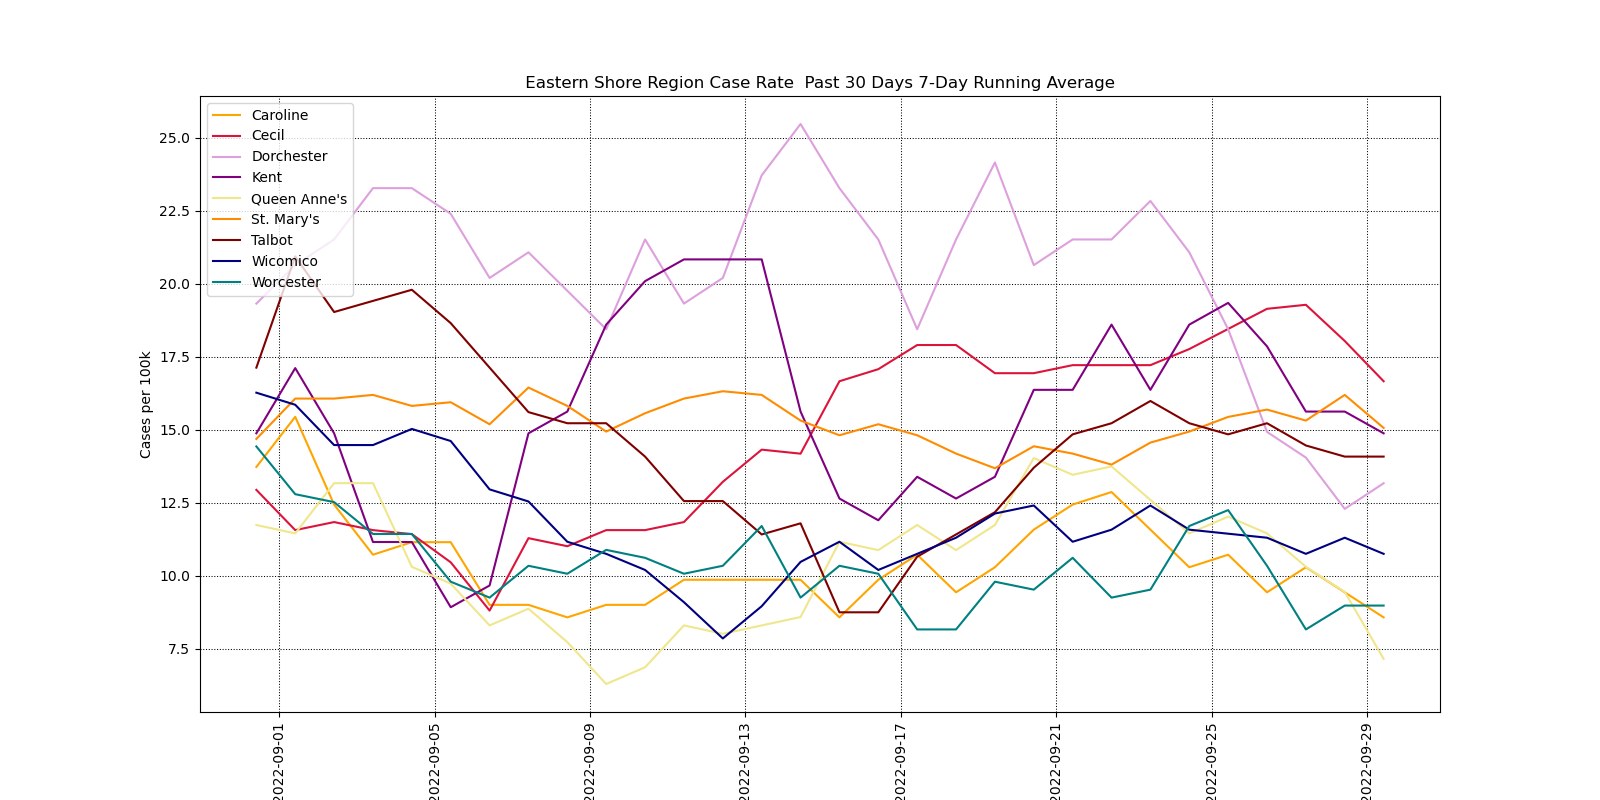 Eastern Shore Region Case Rate  Past 30 Days 7-Day Running Average
Caroline
Cecil
Dorchester
Kent
Queen Anne's
St. Mary's
Talbot
Wicomico
Worcester
Cases per 100k
25.0
22.5
20.0
17.5
15.0
12.5
10.0
7.5
2022-09-01
2022-09-05
2022-09-09
2022-09-13
2022-09-17
2022-09-21
2022-09-25
2022-09-29